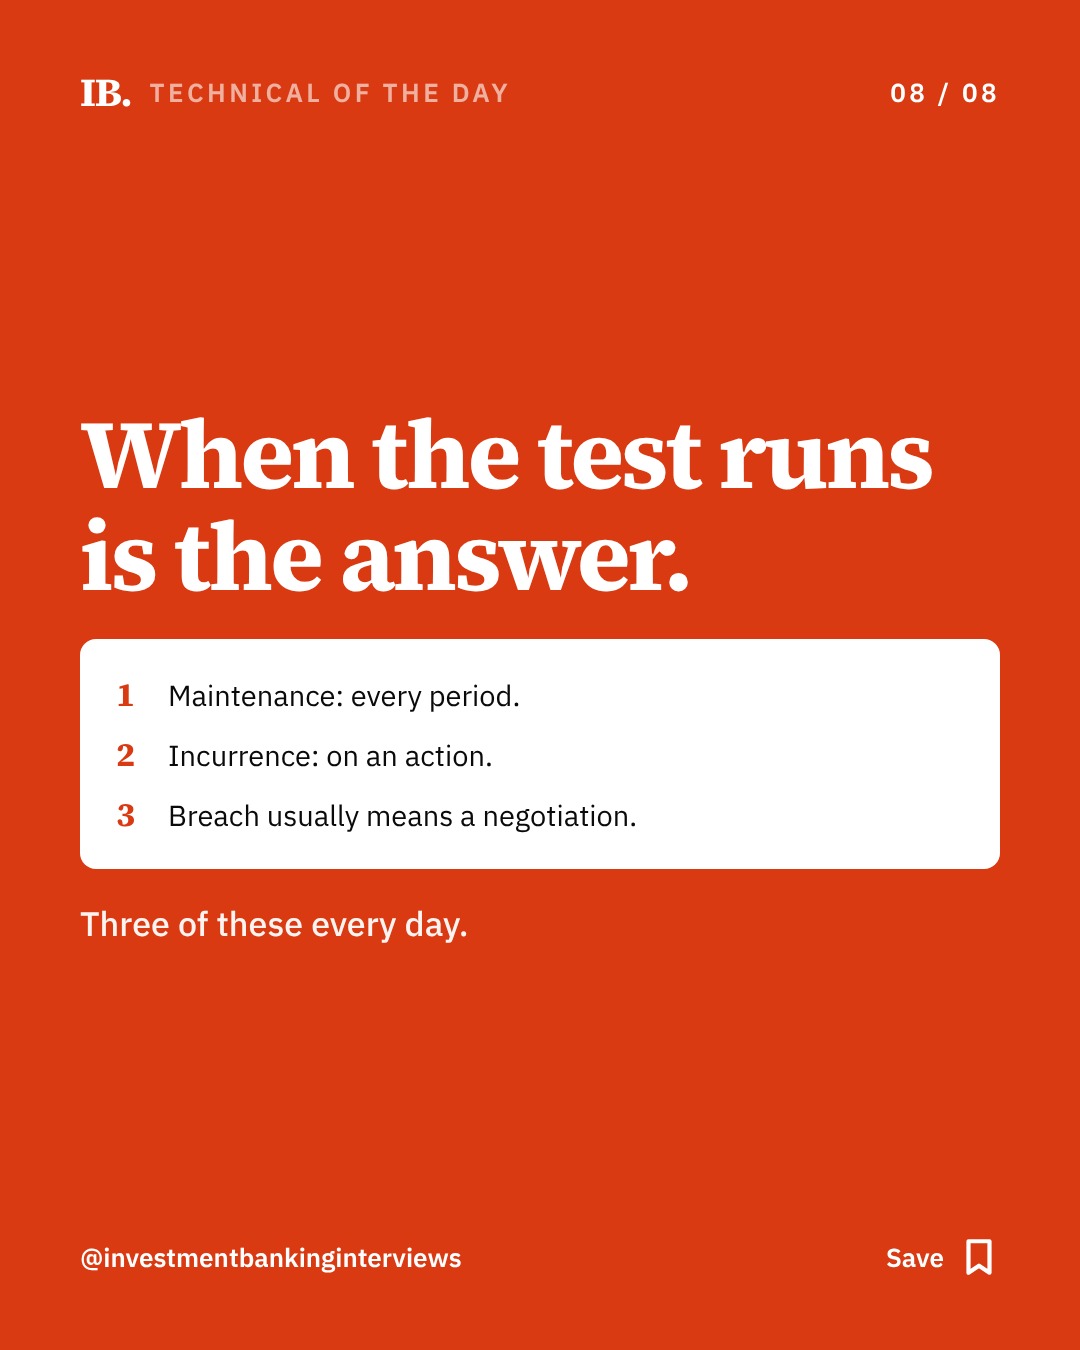 IB. TECHNICAL OF THE DAY 08 / 08
When the test runs
is the answer.
1 Maintenance: every period.
2 Incurrence: on an action.
3 Breach usually means a negotiation.
Three of these every day.
@investmentbankinginterviews Save